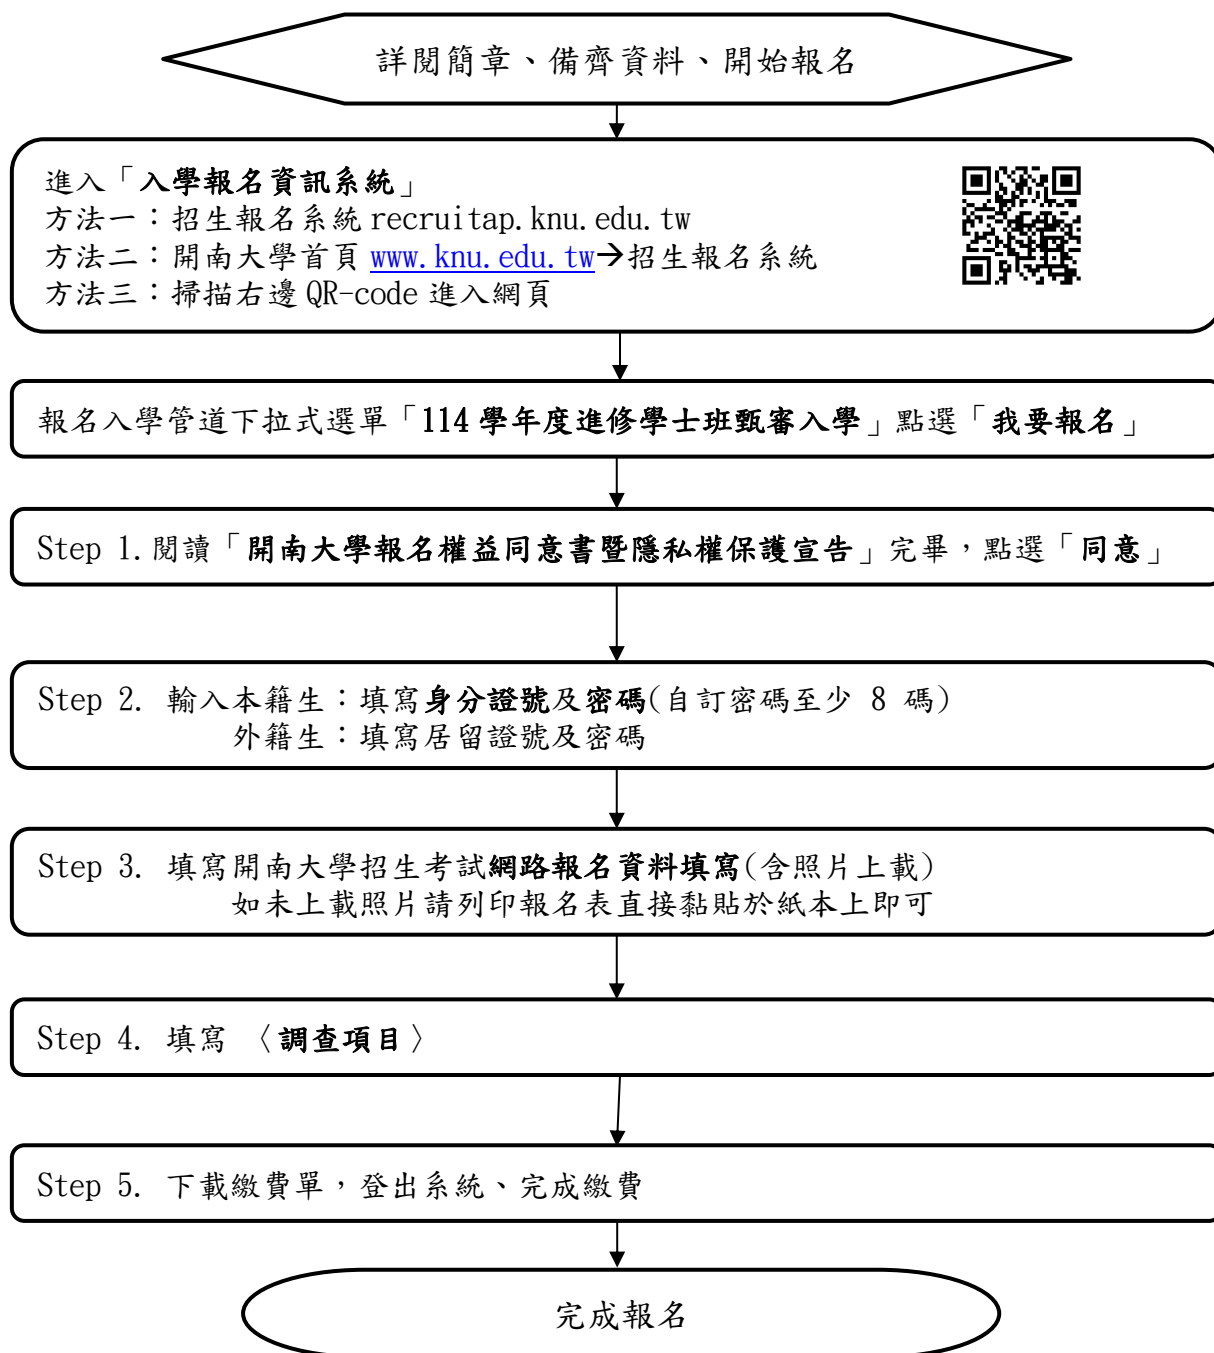 詳閱簡章、備齊資料、開始報名
進入「入學報名資訊系統」
方法一：招生報名系統 recruitap.knu.edu.tw
方法二：開南大學首頁 www.knu.edu.tw→招生報名系統
方法三：掃描右邊 QR-code 進入網頁
報名入學管道下拉式選單「114 學年度進修學士班甄審入學」點選「我要報名」
Step 1.閱讀「開南大學報名權益同意書暨隱私權保護宣告」完畢，點選「同意」
Step 2. 輸入本籍生：填寫身分證號及密碼(自訂密碼至少 8 碼)
外籍生：填寫居留證號及密碼
Step 3. 填寫開南大學招生考試網路報名資料填寫(含照片上載)
如未上載照片請列印報名表直接黏貼於紙本上即可
Step 4. 填寫 〈調查項目〉
Step 5. 下載繳費單，登出系統、完成繳費
完成報名